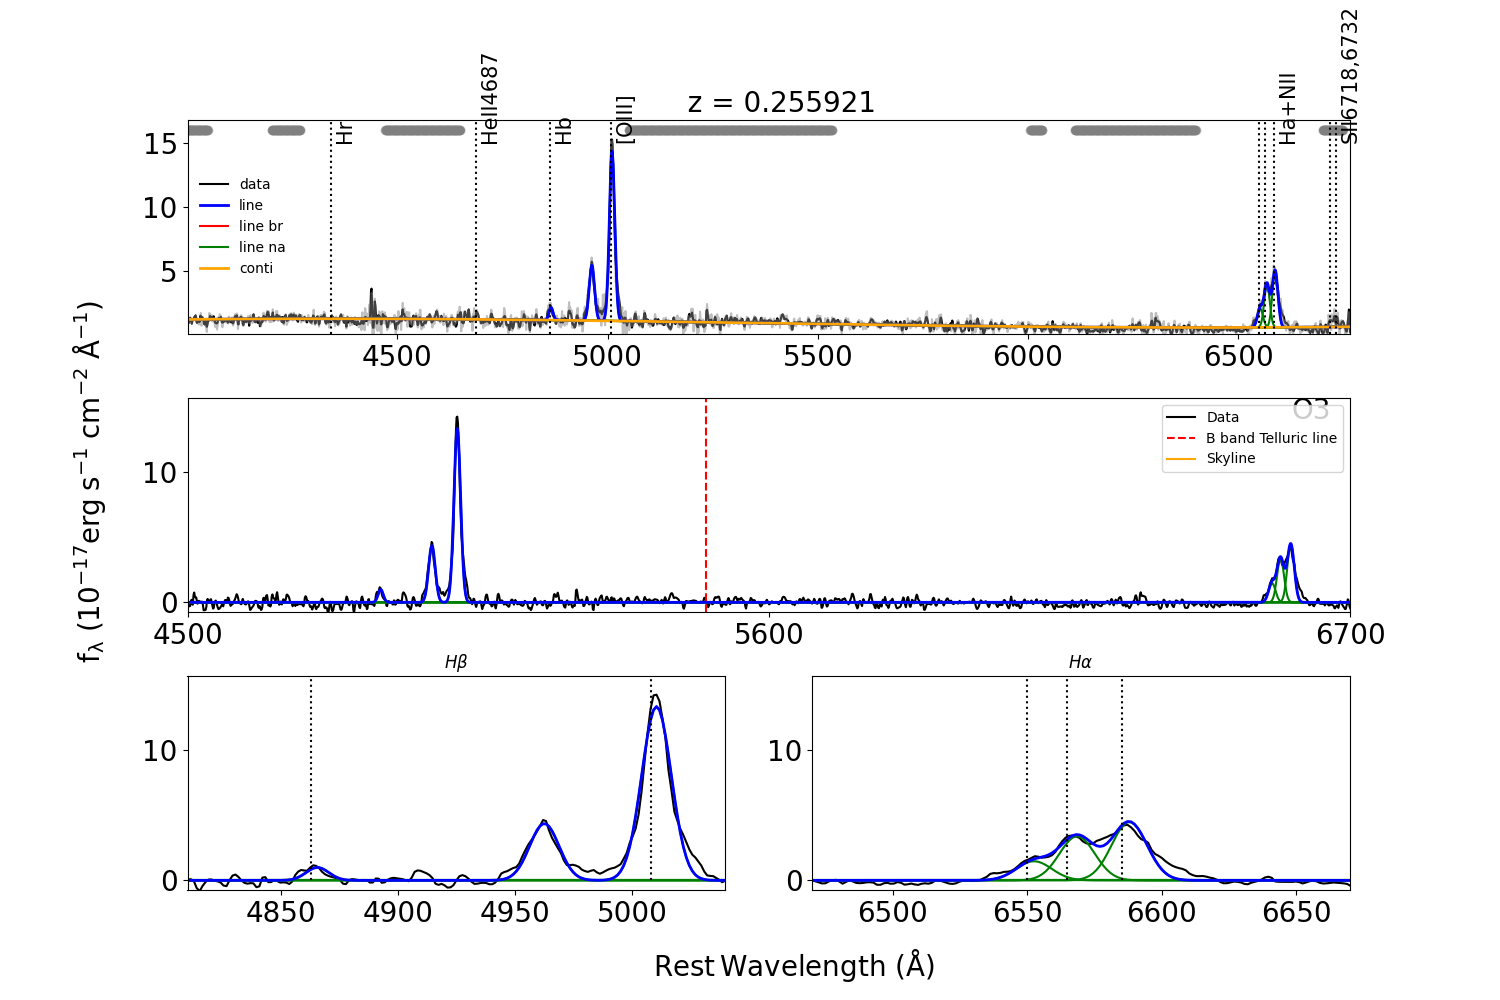 z = 0.255921
Hr
HeII4687
Hb
[OIII]
Ha+NII
SII6718,6732
15
10
5
data
line
line br
line na
conti
4500 5000 5500 6000 6500
O3
10
0
Data
B band Telluric line
Skyline
4500 5600 6700
fλ (10⁻¹⁷erg s⁻¹ cm⁻² Å⁻¹)
Hβ
10
0
4850 4900 4950 5000
Hα
10
0
6500 6550 6600 6650
Rest Wavelength (Å)